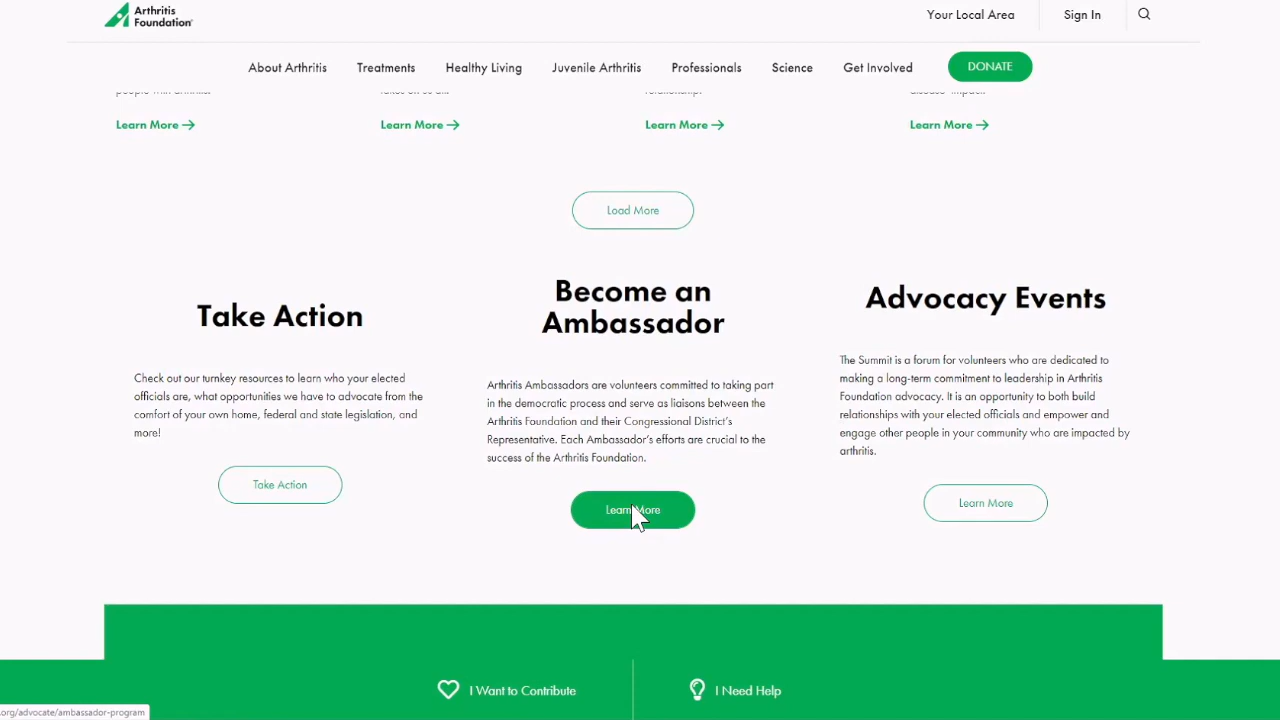 Arthritis
Foundation
Your Local Area
Sign In
About Arthritis
Treatments
Healthy Living
Juvenile Arthritis
Professionals
Science
Get Involved
DONATE
Learn More →
Learn More →
Learn More →
Learn More →
Load More
Take Action
Check out our turnkey resources to learn who your elected
officials are, what opportunities we have to advocate from the
comfort of your own home, federal and state legislation, and
more!
Take Action
Become an
Ambassador
Arthritis Ambassadors are volunteers committed to taking part
in the democratic process and serve as liaisons between the
Arthritis Foundation and their Congressional District's
Representative. Each Ambassador's efforts are crucial to the
success of the Arthritis Foundation.
Learn More
Advocacy Events
The Summit is a forum for volunteers who are dedicated to
making a long-term commitment to leadership in Arthritis
Foundation advocacy. It is an opportunity to both build
relationships with your elected officials and empower and
engage other people in your community who are impacted by
arthritis.
Learn More
I Want to Contribute
I Need Help
.org/advocate/ambassador-program